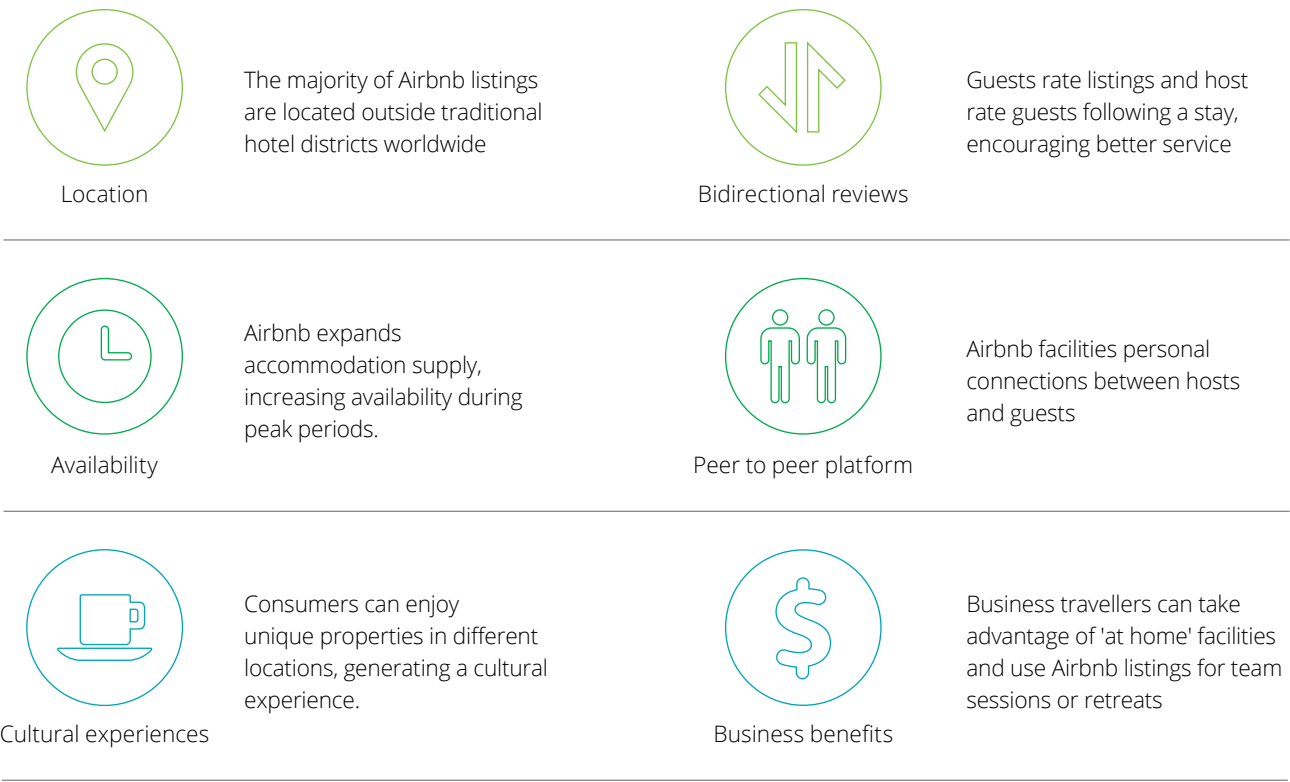 The majority of Airbnb listings
are located outside traditional
hotel districts worldwide
Location
Guests rate listings and host
rate guests following a stay,
encouraging better service
Bidirectional reviews
Airbnb expands
accommodation supply,
increasing availability during
peak periods.
Availability
Airbnb facilities personal
connections between hosts
and guests
Peer to peer platform
Consumers can enjoy
unique properties in different
locations, generating a cultural
experience.
Cultural experiences
Business travellers can take
advantage of 'at home' facilities
and use Airbnb listings for team
sessions or retreats
Business benefits